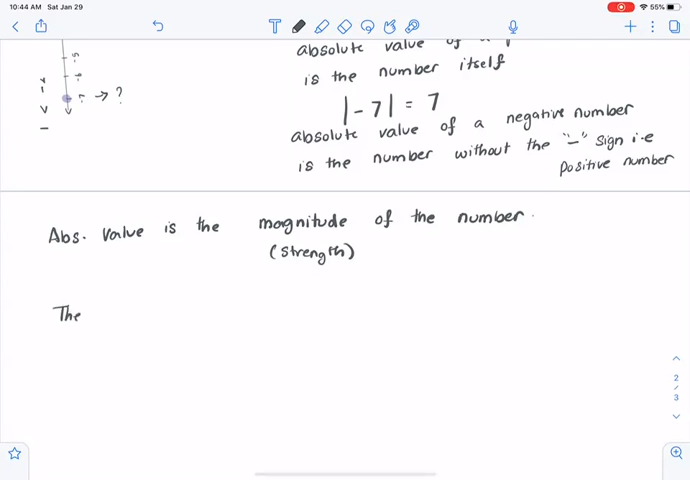 10:44 AM Sat Jan 29
55%
absolute value of a
is the number itself
|-7| = 7
absolute value of a negative number
is the number without the "-" sign i.e
positive number
→ ?
Abs. value is the magnitude of the number.
(strength)
The
2
/
3